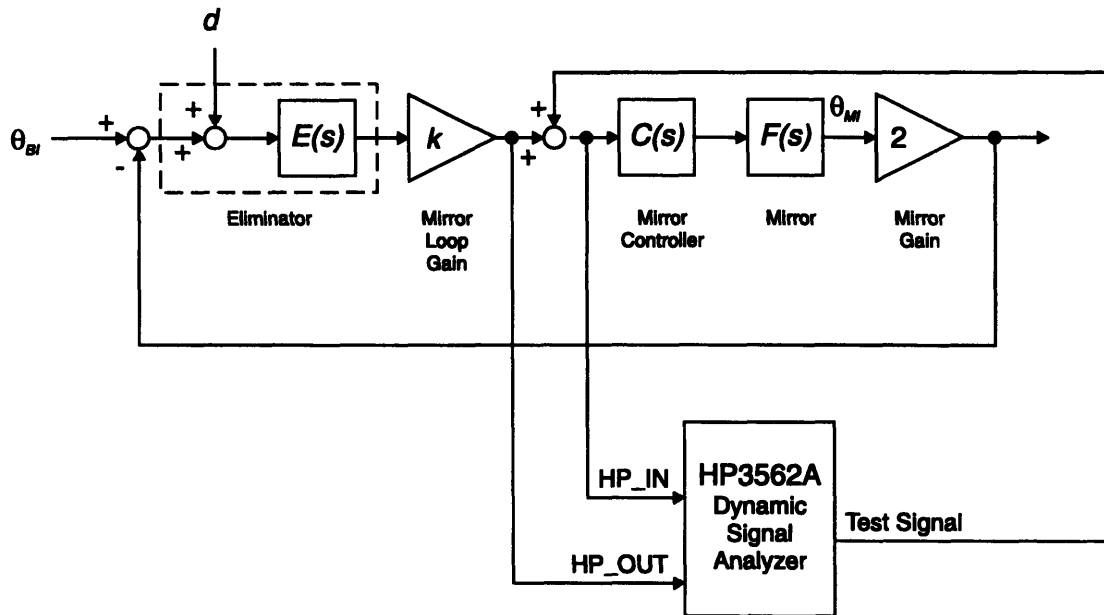 d
+
-
+
+
+
+
θBI
E(s)
k
C(s)
F(s)
θMI
2
Eliminator
Mirror
Loop
Gain
Mirror
Controller
Mirror
Mirror
Gain
HP_IN
HP_OUT
HP3562A
Dynamic
Signal
Analyzer
Test Signal